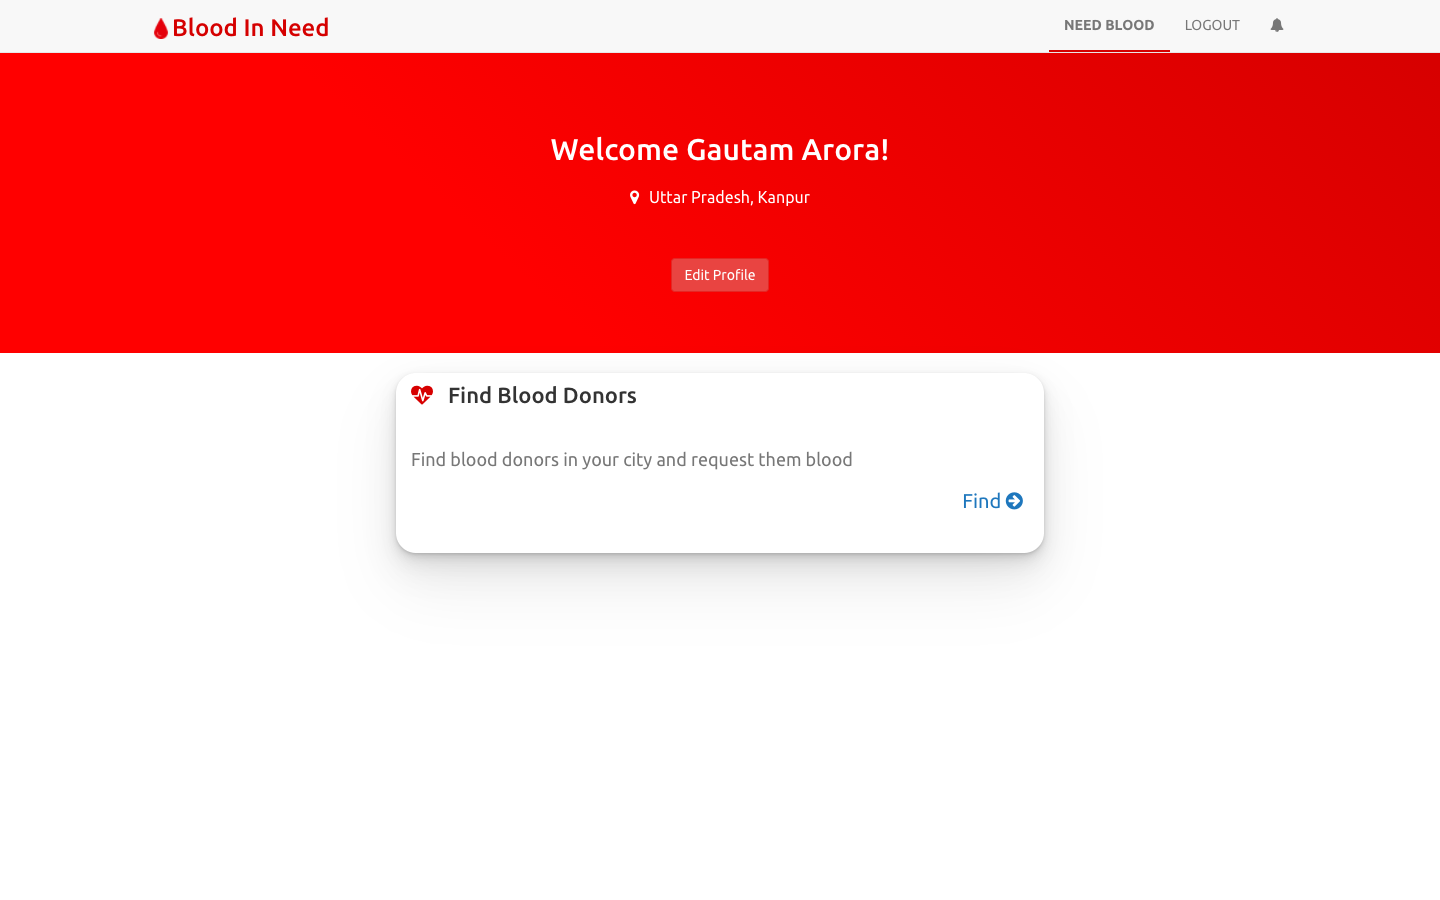 Blood In Need
NEED BLOOD
LOGOUT
Welcome Gautam Arora!
Uttar Pradesh, Kanpur
Edit Profile
Find Blood Donors
Find blood donors in your city and request them blood
Find